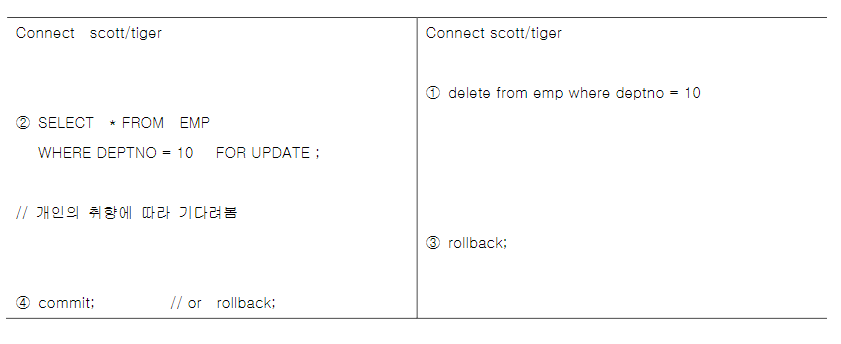 Connect scott/tiger
② SELECT * FROM EMP
WHERE DEPTNO = 10 FOR UPDATE ;
// 개인의 취향에 따라 기다려봄
④ commit; // or rollback;
Connect scott/tiger
① delete from emp where deptno = 10
③ rollback;